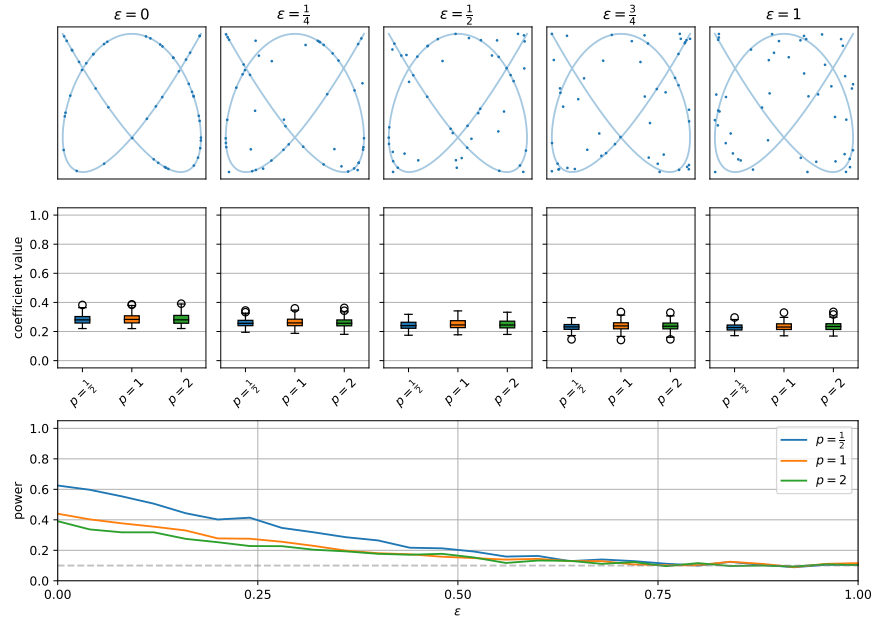 ε = 0 ε = 1/4 ε = 1/2 ε = 3/4 ε = 1
coefficient value
1.0
0.8
0.6
0.4
0.2
0.0
p = 1/2 p = 1 p = 2 p = 1/2 p = 1 p = 2 p = 1/2 p = 1 p = 2 p = 1/2 p = 1 p = 2 p = 1/2 p = 1 p = 2
power
1.0
0.8
0.6
0.4
0.2
0.0
p = 1/2
p = 1
p = 2
0.00 0.25 0.50 0.75 1.00
ε